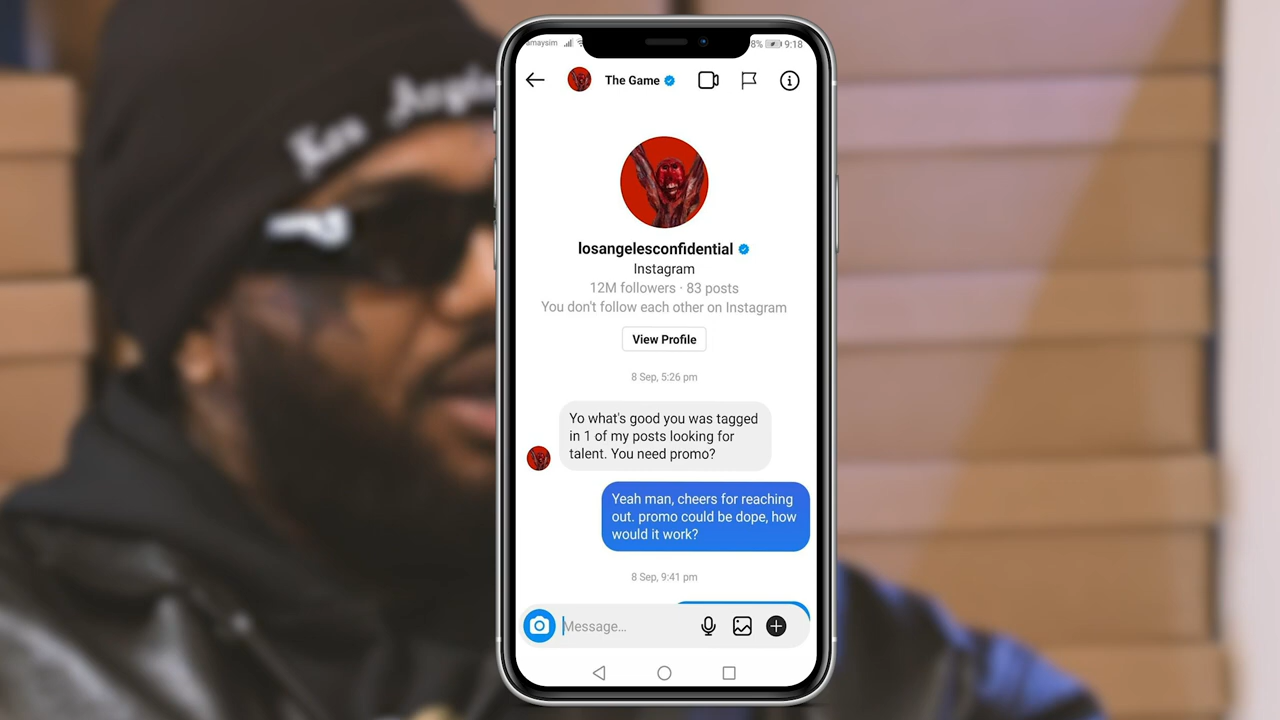 Los Angeles
amaysim 8% 9:18
The Game
losangelesconfidential
Instagram
12M followers · 83 posts
You don't follow each other on Instagram
View Profile
8 Sep, 5:26 pm
Yo what's good you was tagged
in 1 of my posts looking for
talent. You need promo?
Yeah man, cheers for reaching
out. promo could be dope, how
would it work?
8 Sep, 9:41 pm
Message...